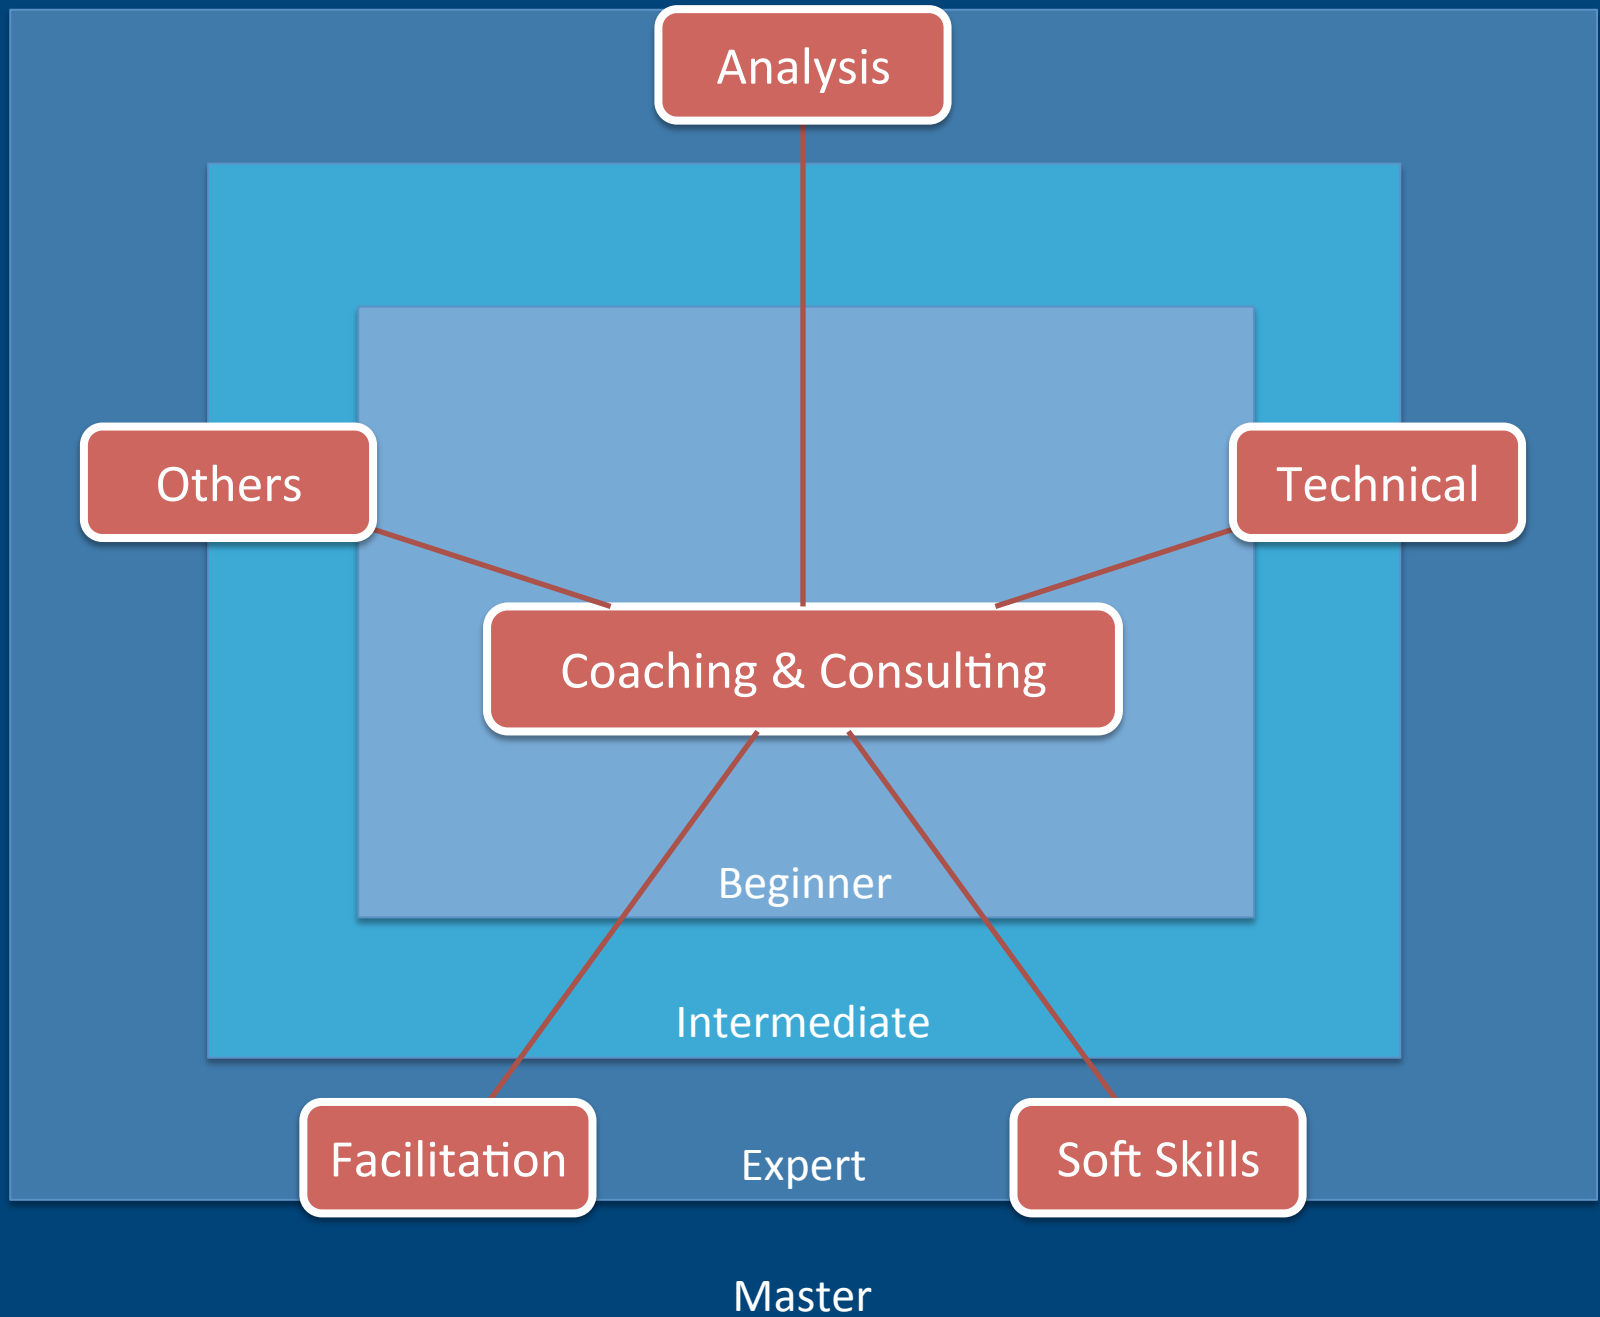 Analysis
Others
Technical
Coaching & Consulting
Beginner
Intermediate
Facilitation
Expert
Soft Skills
Master